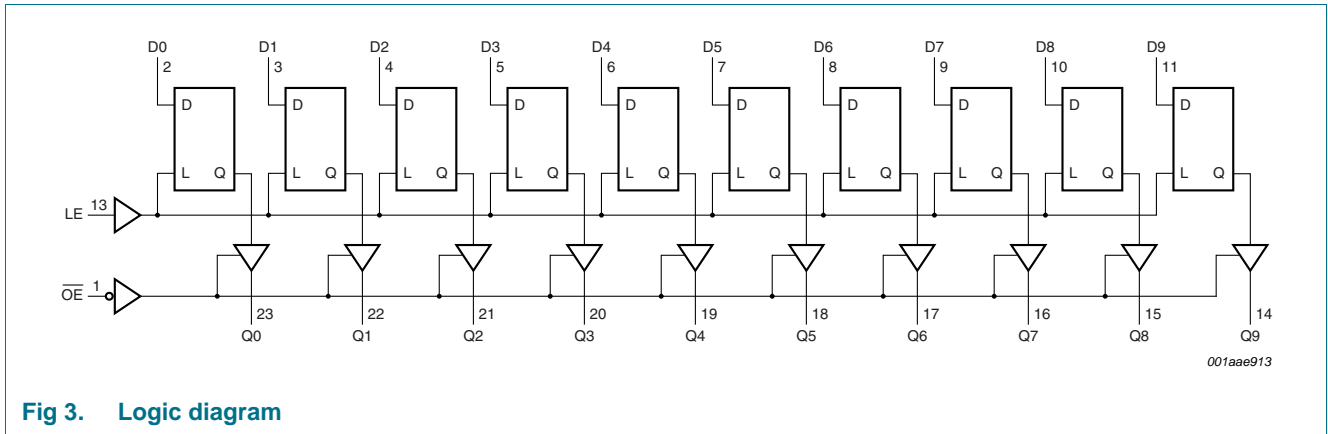 D0 D1 D2 D3 D4 D5 D6 D7 D8 D9
2 3 4 5 6 7 8 9 10 11
D D D D D D D D D D
L Q L Q L Q L Q L Q L Q L Q L Q L Q L Q
LE 13
OE 1
23 22 21 20 19 18 17 16 15 14
Q0 Q1 Q2 Q3 Q4 Q5 Q6 Q7 Q8 Q9
001aae913
Fig 3. Logic diagram